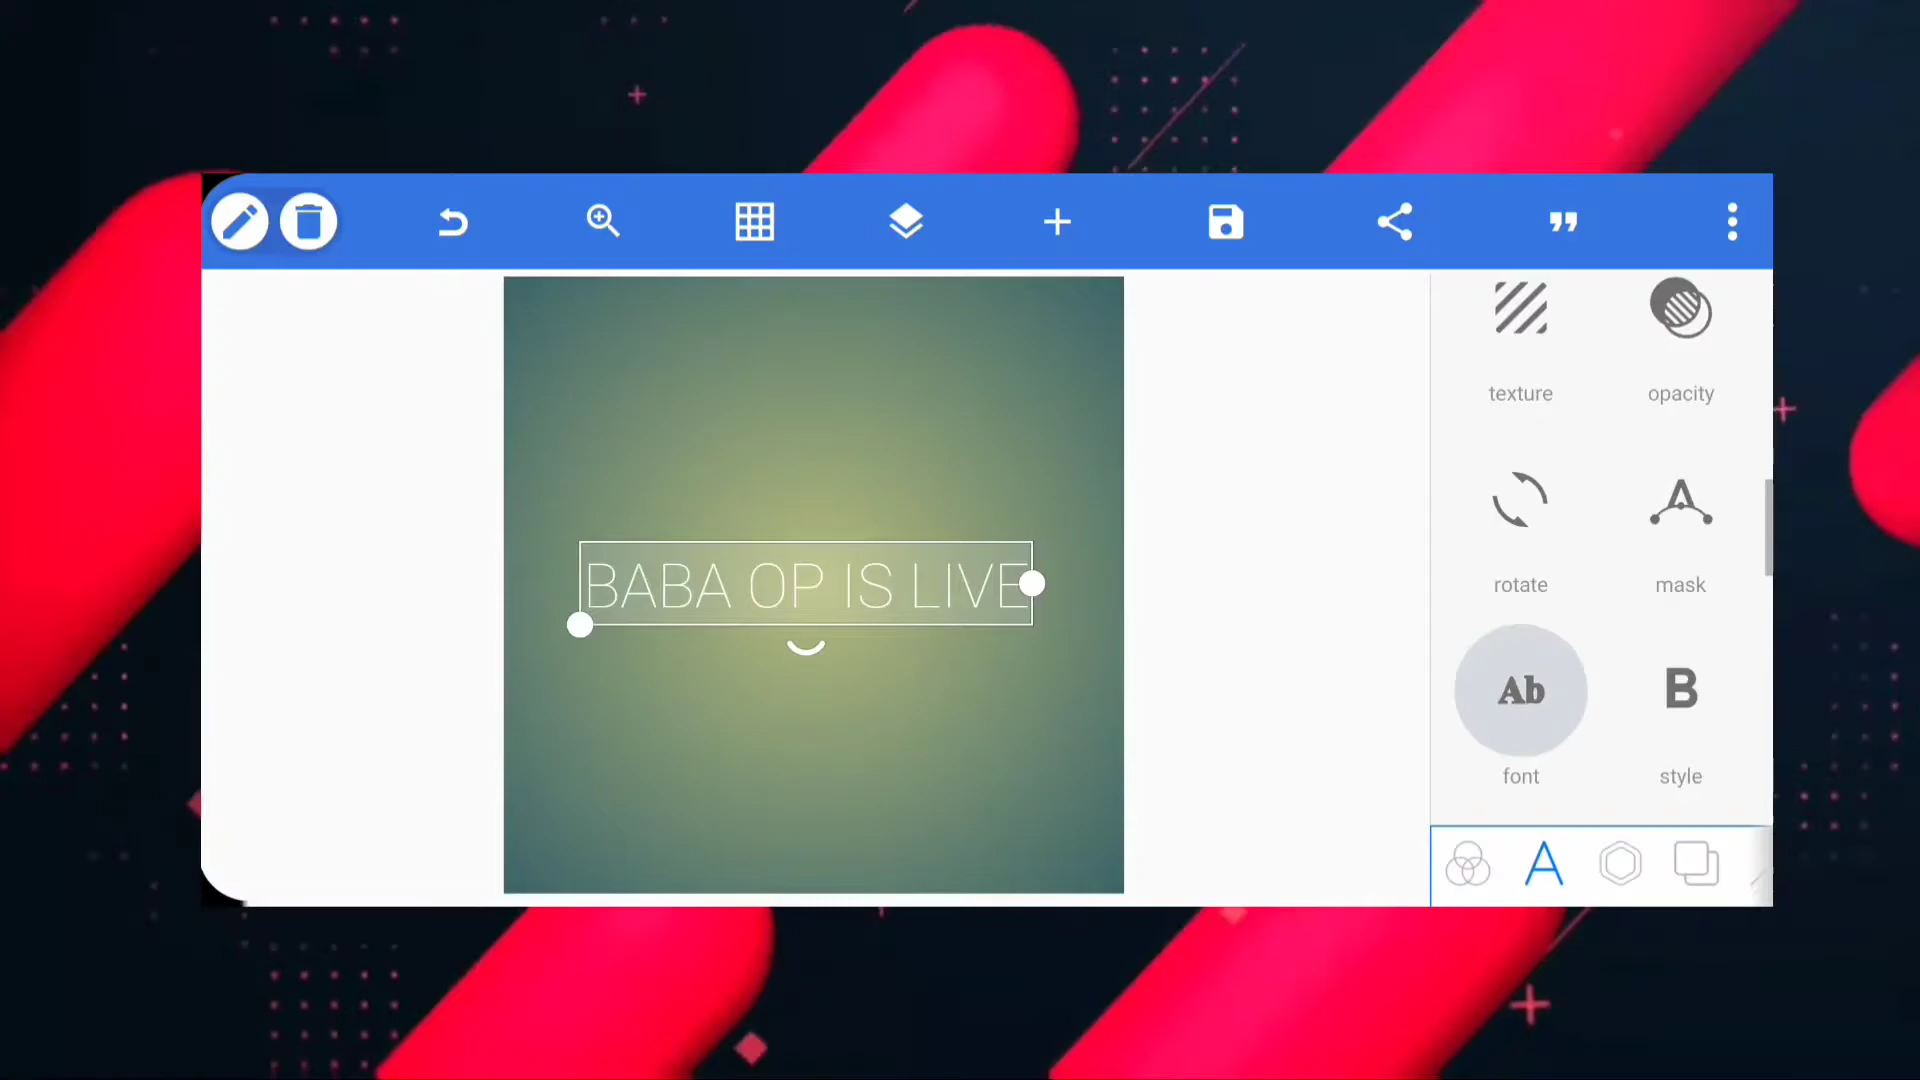 BABA OP IS LIVE
texture
opacity
rotate
mask
Ab
B
font
style
A